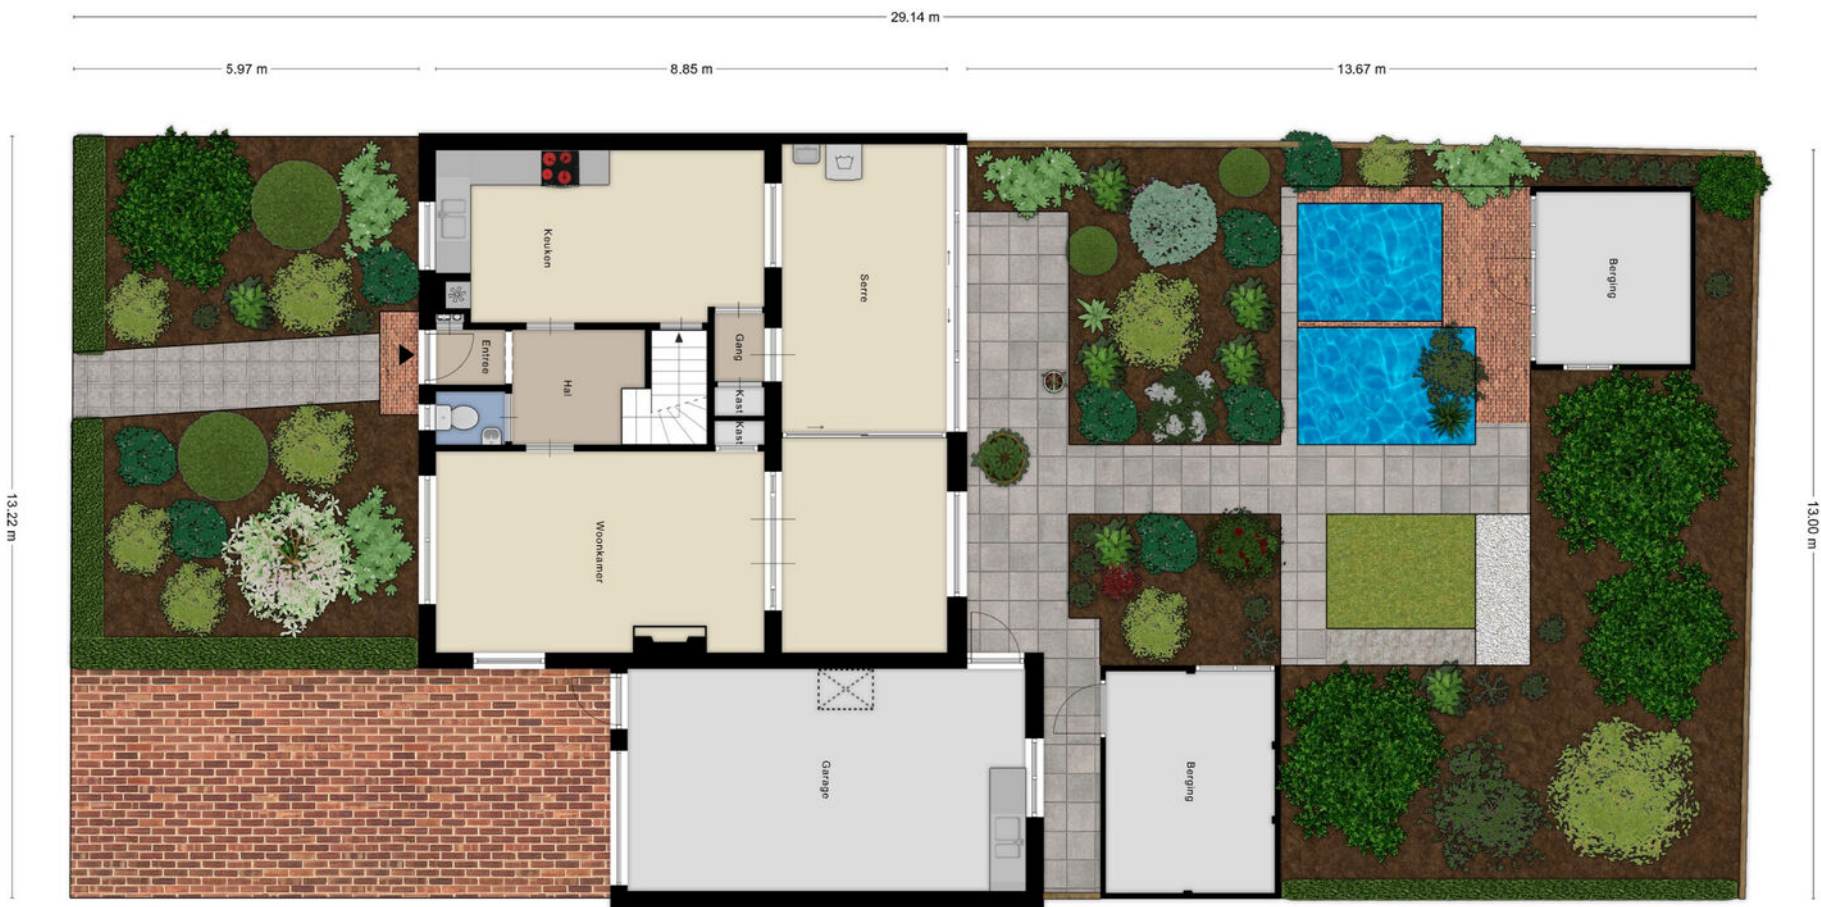 29.14 m
5.97 m
8.85 m
13.67 m
13.22 m
13.00 m
Keuken
Serre
Berging
Entree
Hal
Gang
Kast
Kast
Woonkamer
Garage
Berging